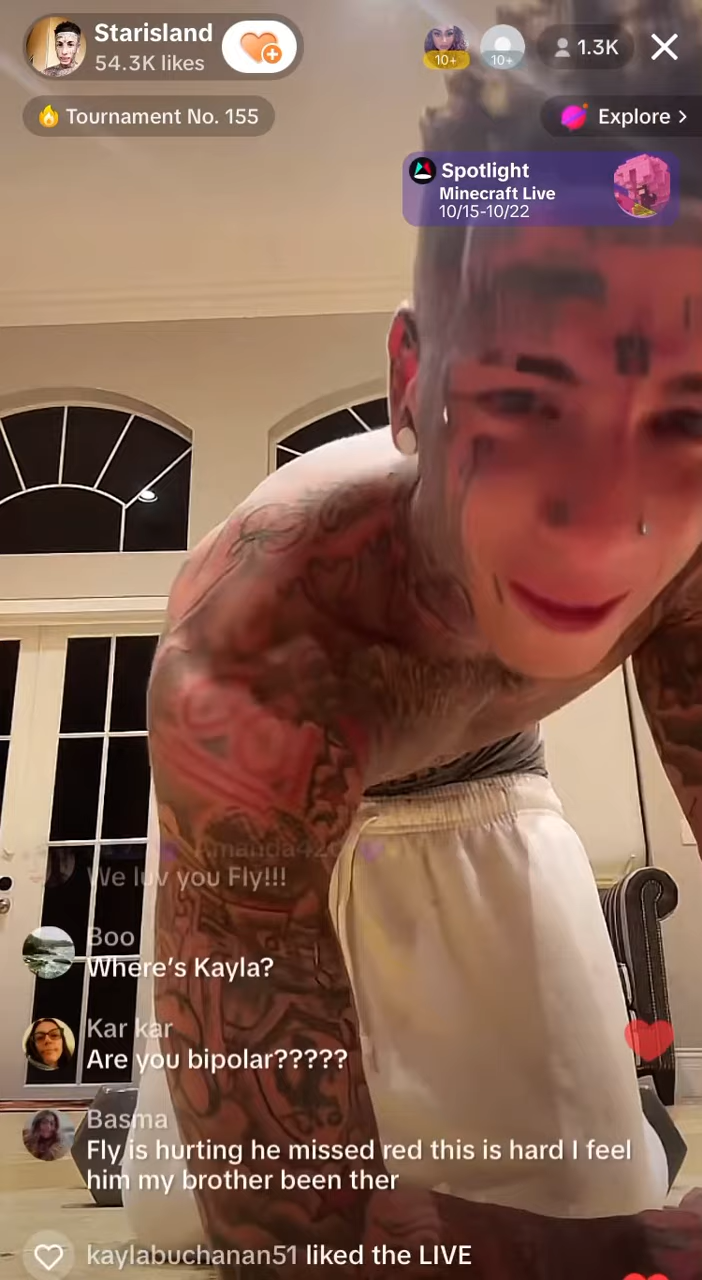 Starisland
54.3K likes
10+
10+
1.3K
Tournament No. 155
Explore
Spotlight
Minecraft Live
10/15-10/22
Amanda420
We luv you Fly!!!
Boo
Where's Kayla?
Kar kar
Are you bipolar?????
Basma
Fly is hurting he missed red this is hard I feel
him my brother been ther
kaylabuchanan51 liked the LIVE